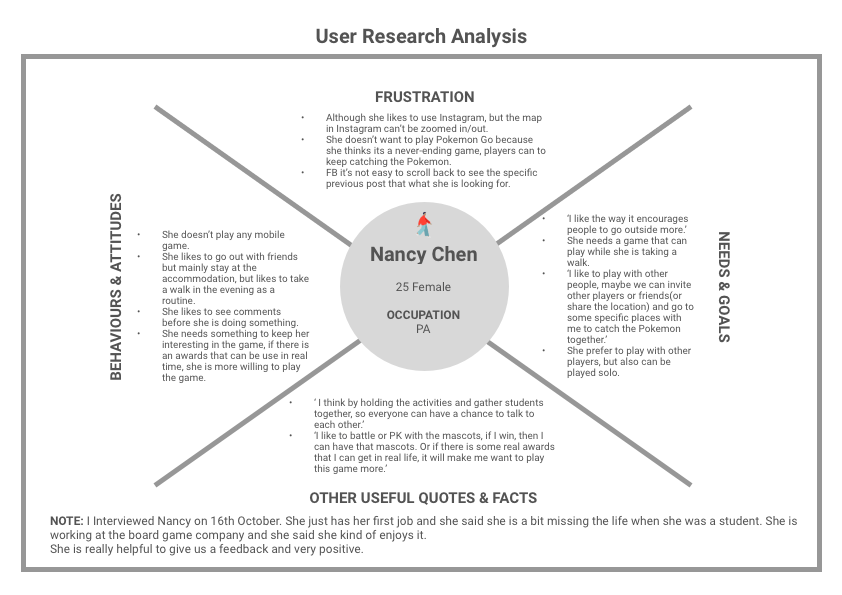 User Research Analysis
FRUSTRATION
• Although she likes to use Instagram, but the map
in Instagram can't be zoomed in/out.
• She doesn't want to play Pokemon Go because
she thinks its a never-ending game, players can to
keep catching the Pokemon.
• FB it's not easy to scroll back to see the specific
previous post that what she is looking for.
BEHAVIOURS & ATTITUDES
• She doesn't play any mobile
game.
• She likes to go out with friends
but mainly stay at the
accommodation, but likes to take
a walk in the evening as a
routine.
• She likes to see comments
before she is doing something.
• She needs something to keep her
interesting in the game, if there is
an awards that can be use in real
time, she is more willing to play
the game.
Nancy Chen
25 Female
OCCUPATION
PA
• 'I like the way it encourages
people to go outside more.'
• She needs a game that can
play while she is taking a
walk.
• 'I like to play with other
people, maybe we can invite
other players or friends(or
share the location) and go to
some specific places with
me to catch the Pokemon
together.'
• She prefer to play with other
players, but also can be
played solo.
NEEDS & GOALS
• ' I think by holding the activities and gather students
together, so everyone can have a chance to talk to
each other.'
• 'I like to battle or PK with the mascots, if I win, then I
can have that mascots. Or if there is some real awards
that I can get in real life, it will make me want to play
this game more.'
OTHER USEFUL QUOTES & FACTS
NOTE: I Interviewed Nancy on 16th October. She just has her first job and she said she is a bit missing the life when she was a student. She is
working at the board game company and she said she kind of enjoys it.
She is really helpful to give us a feedback and very positive.